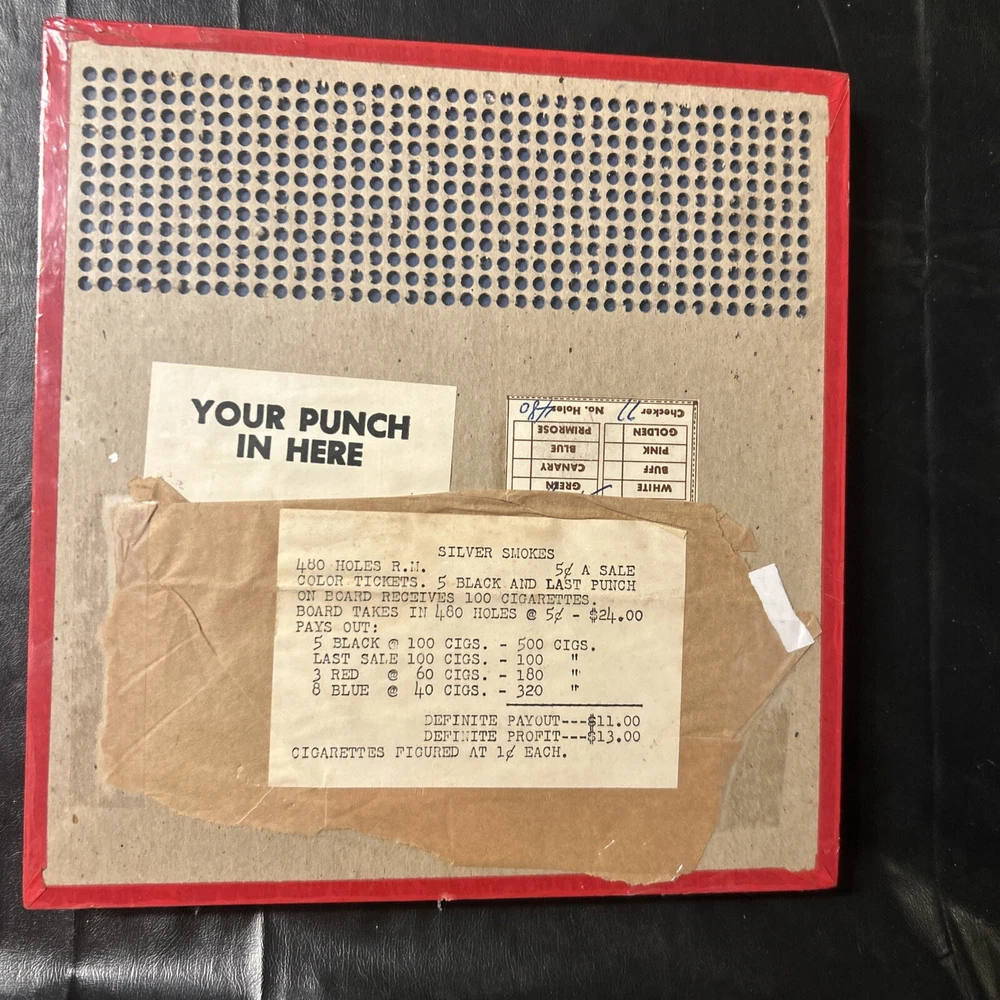 YOUR PUNCH
IN HERE
Checker 77 No. Holes 480
GOLDEN PRIMROSE
PINK BLUE
BUFF CANARY
WHITE GREEN
SILVER SMOKES
480 HOLES R.N. 5¢ A SALE
COLOR TICKETS. 5 BLACK AND LAST PUNCH
ON BOARD RECEIVES 100 CIGARETTES.
BOARD TAKES IN 480 HOLES @ 5¢ - $24.00
PAYS OUT:
5 BLACK @ 100 CIGS. - 500 CIGS.
LAST SALE 100 CIGS. - 100 "
3 RED @ 60 CIGS. - 180 "
8 BLUE @ 40 CIGS. - 320 "
DEFINITE PAYOUT---$11.00
DEFINITE PROFIT---$13.00
CIGARETTES FIGURED AT 1¢ EACH.